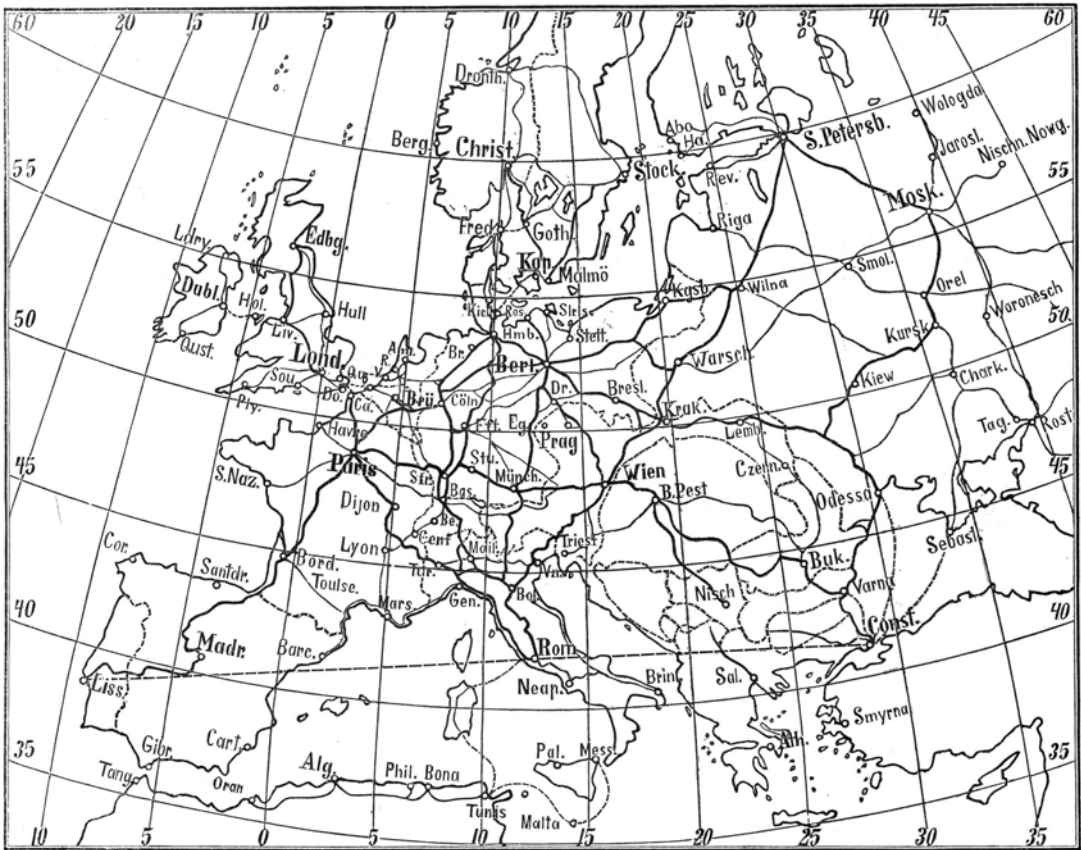 60 20 15 10 5 0 5 10 15 20 25 30 35 40 45 60
Dronth.
Wologda
Berg.
Christ.
Abo
Ha.
S. Petersb.
Jarosl.
Nischn. Nowg.
Stock.
Rev.
55
55
Mosk.
Fred.
Goth.
Riga
Ldry.
Edbg.
Kop.
Malmö
Smol.
Dubl.
Hol.
Liv.
Hull
Kiel
Ros.
Strls.
Kgsb.
Wilna
Orel
Woronesch
Qust.
Hmb.
Stett.
Kursk
50
50
Lond.
Br.
Berl.
Warsch.
Sou
Do.
Ca.
Brü.
Cöln
Dr.
Bresl.
Kiew
Chark.
Ply.
Havre
Frt.
Eg.
Prag
Krak.
Lemb.
Tag.
Rost
45
Paris
Stu.
Münch.
Wien
Czern.
45
S. Naz.
Str.
Bas.
B. Pest
Odessa
Dijon
Be.
Genf
Lyon
Mail.
Triest
Sebast.
Cor.
Bord.
Tur.
Ven.
Buk.
Santdr.
Toulse.
Gen.
Bol.
Nisch
Varna
40
Mars.
40
Const.
Madr.
Barc.
Rom
Liss.
Neap.
Brin.
Sal.
Smyrna
Cart.
Pal.
Mess.
Ath.
35
Gibr.
35
Tang.
Oran
Alg.
Phil.
Bona
Tunis
Malta
10 5 0 5 10 15 20 25 30 35